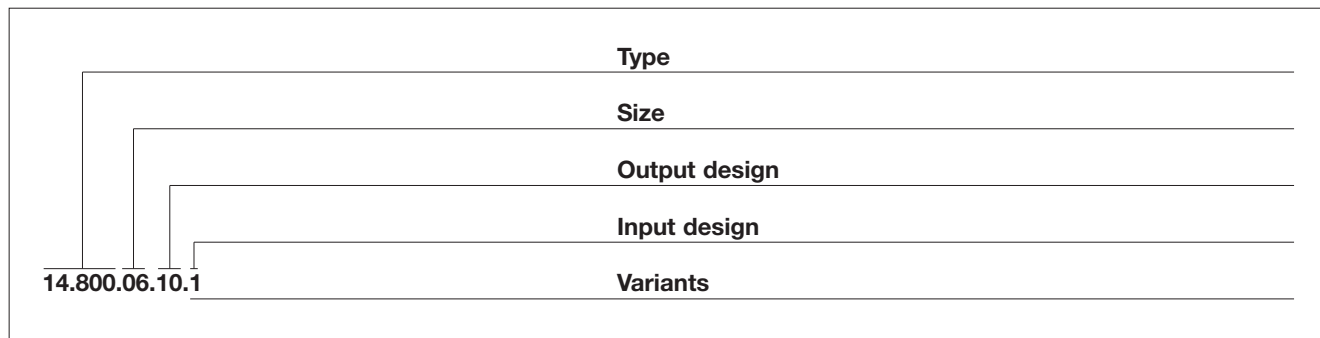 Type
Size
Output design
Input design
14.800.06.10.1 Variants